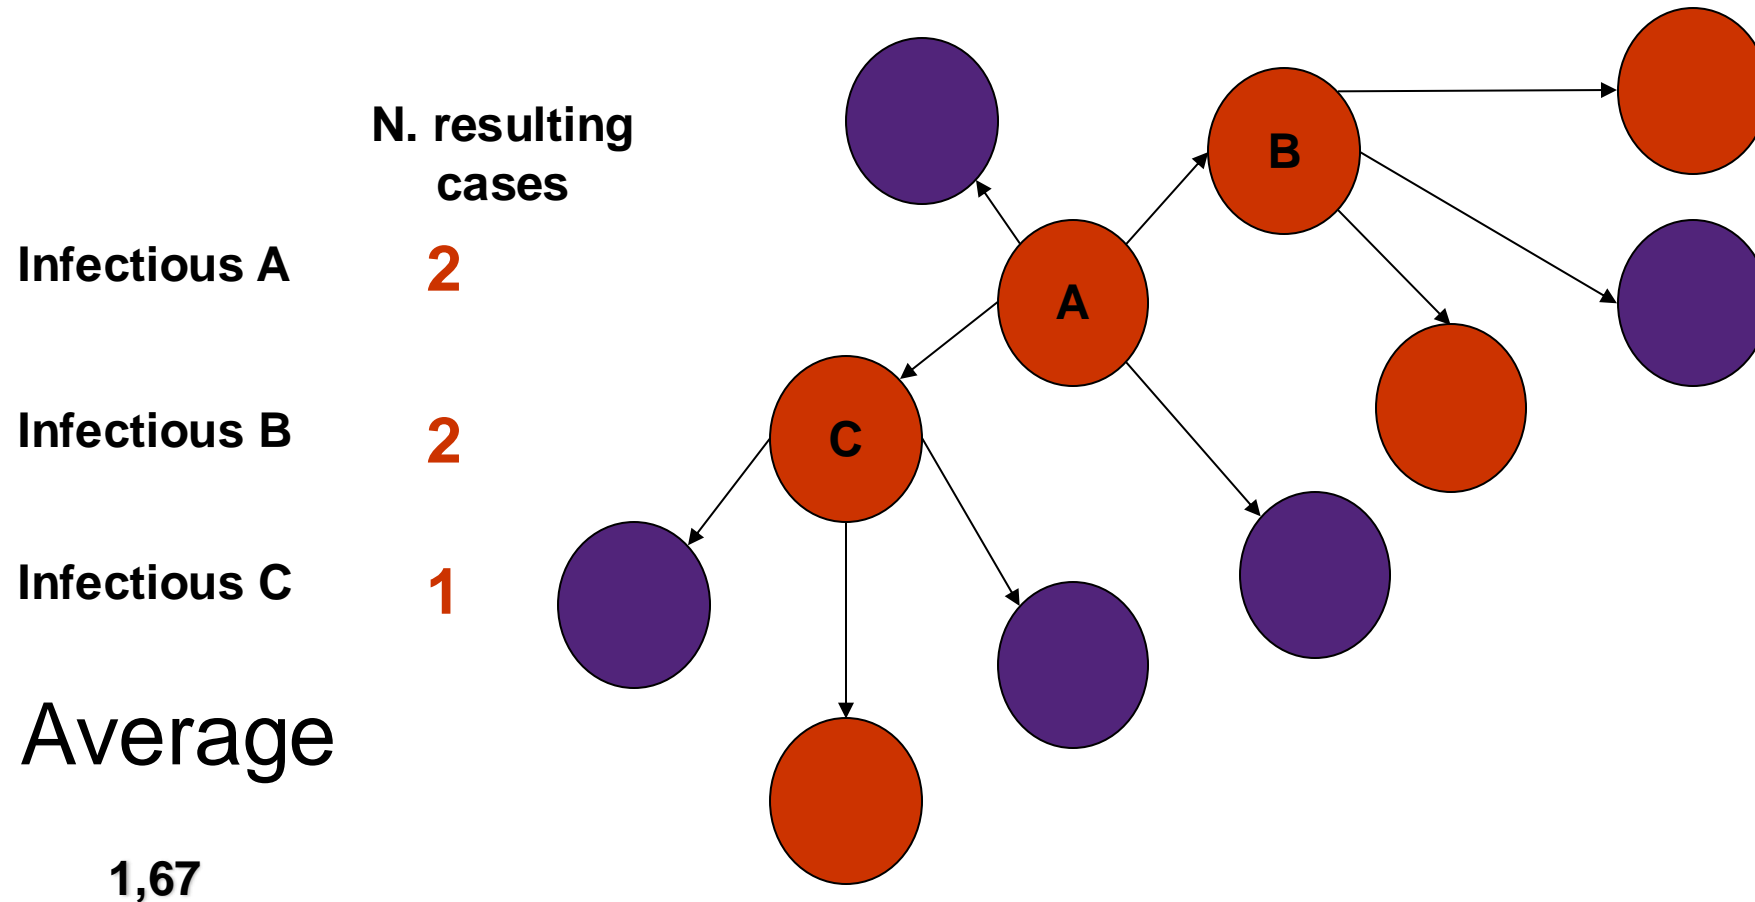 N. resulting
cases
Infectious A 2
Infectious B 2
Infectious C 1
Average
1,67
A
B
C